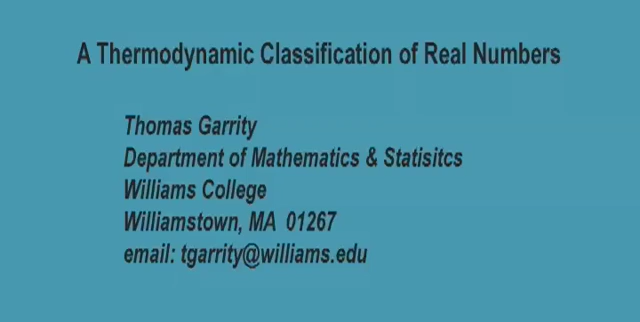 A Thermodynamic Classification of Real Numbers
Thomas Garrity
Department of Mathematics & Statisitcs
Williams College
Williamstown, MA 01267
email: tgarrity@williams.edu